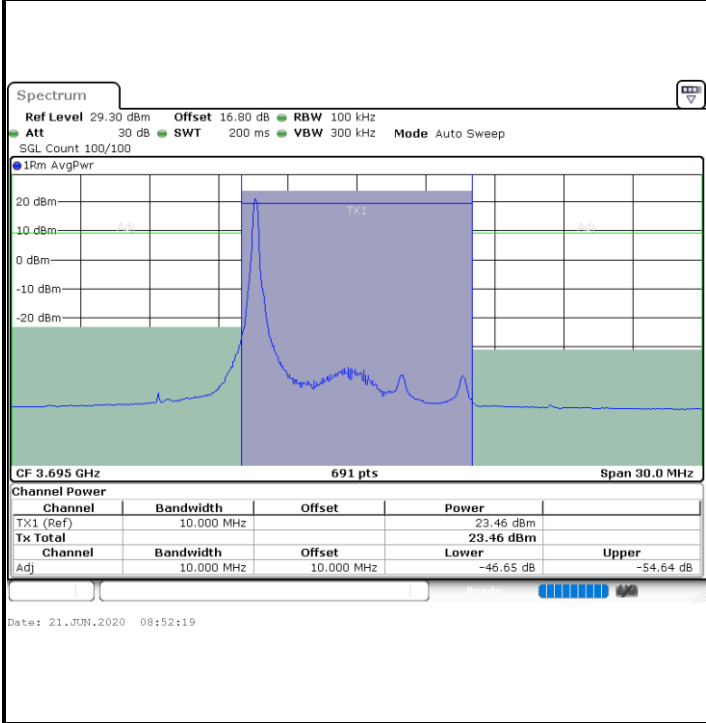 Spectrum
Ref Level 29.30 dBm Offset 16.80 dB RBW 100 kHz
Att 30 dB SWT 200 ms VBW 300 kHz Mode Auto Sweep
SGL Count 100/100
1Rm AvgPwr
20 dBm
TX1
Adj Adj
10 dBm
0 dBm
-10 dBm
-20 dBm
CF 3.695 GHz 691 pts Span 30.0 MHz
Channel Power
Channel Bandwidth Offset Power
TX1 (Ref) 10.000 MHz 23.46 dBm
Tx Total 23.46 dBm
Channel Bandwidth Offset Lower Upper
Adj 10.000 MHz 10.000 MHz -46.65 dB -54.64 dB
Ready
Date: 21.JUN.2020 08:52:19